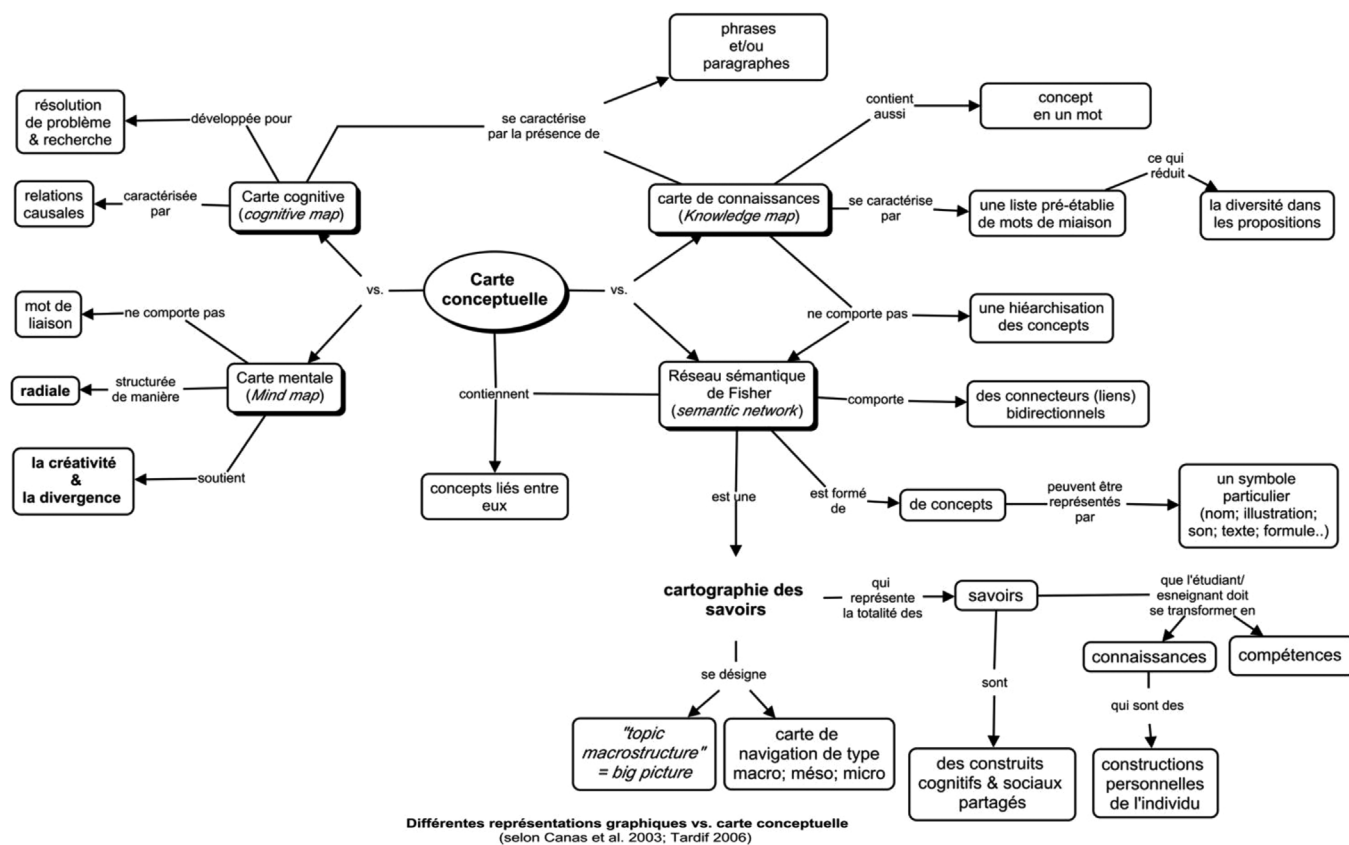 phrases
et/ou
paragraphes
résolution
de problème
& recherche
développée pour
se caractérise
par la présence de
contient
aussi
concept
en un mot
relations
causales
caractérisée
par
Carte cognitive
(cognitive map)
carte de connaissances
(Knowledge map)
se caractérise
par
une liste pré-établie
de mots de miaison
ce qui
réduit
la diversité dans
les propositions
vs.
Carte
conceptuelle
vs.
mot de
liaison
ne comporte pas
ne comporte pas
une hiéarchisation
des concepts
radiale
structurée
de manière
Carte mentale
(Mind map)
contiennent
Réseau sémantique
de Fisher
(semantic network)
comporte
des connecteurs (liens)
bidirectionnels
la créativité
&
la divergence
soutient
concepts liés entre
eux
est une
est formé
de
de concepts
peuvent être
représentés
par
un symbole
particulier
(nom; illustration;
son; texte; formule..)
cartographie des
savoirs
qui
représente
la totalité des
savoirs
que l'étudiant/
esneignant doit
se transformer en
connaissances
compétences
se désigne
sont
qui sont des
"topic
macrostructure"
= big picture
carte de
navigation de type
macro; méso; micro
des construits
cognitifs & sociaux
partagés
constructions
personnelles
de l'individu
Différentes représentations graphiques vs. carte conceptuelle
(selon Canas et al. 2003; Tardif 2006)